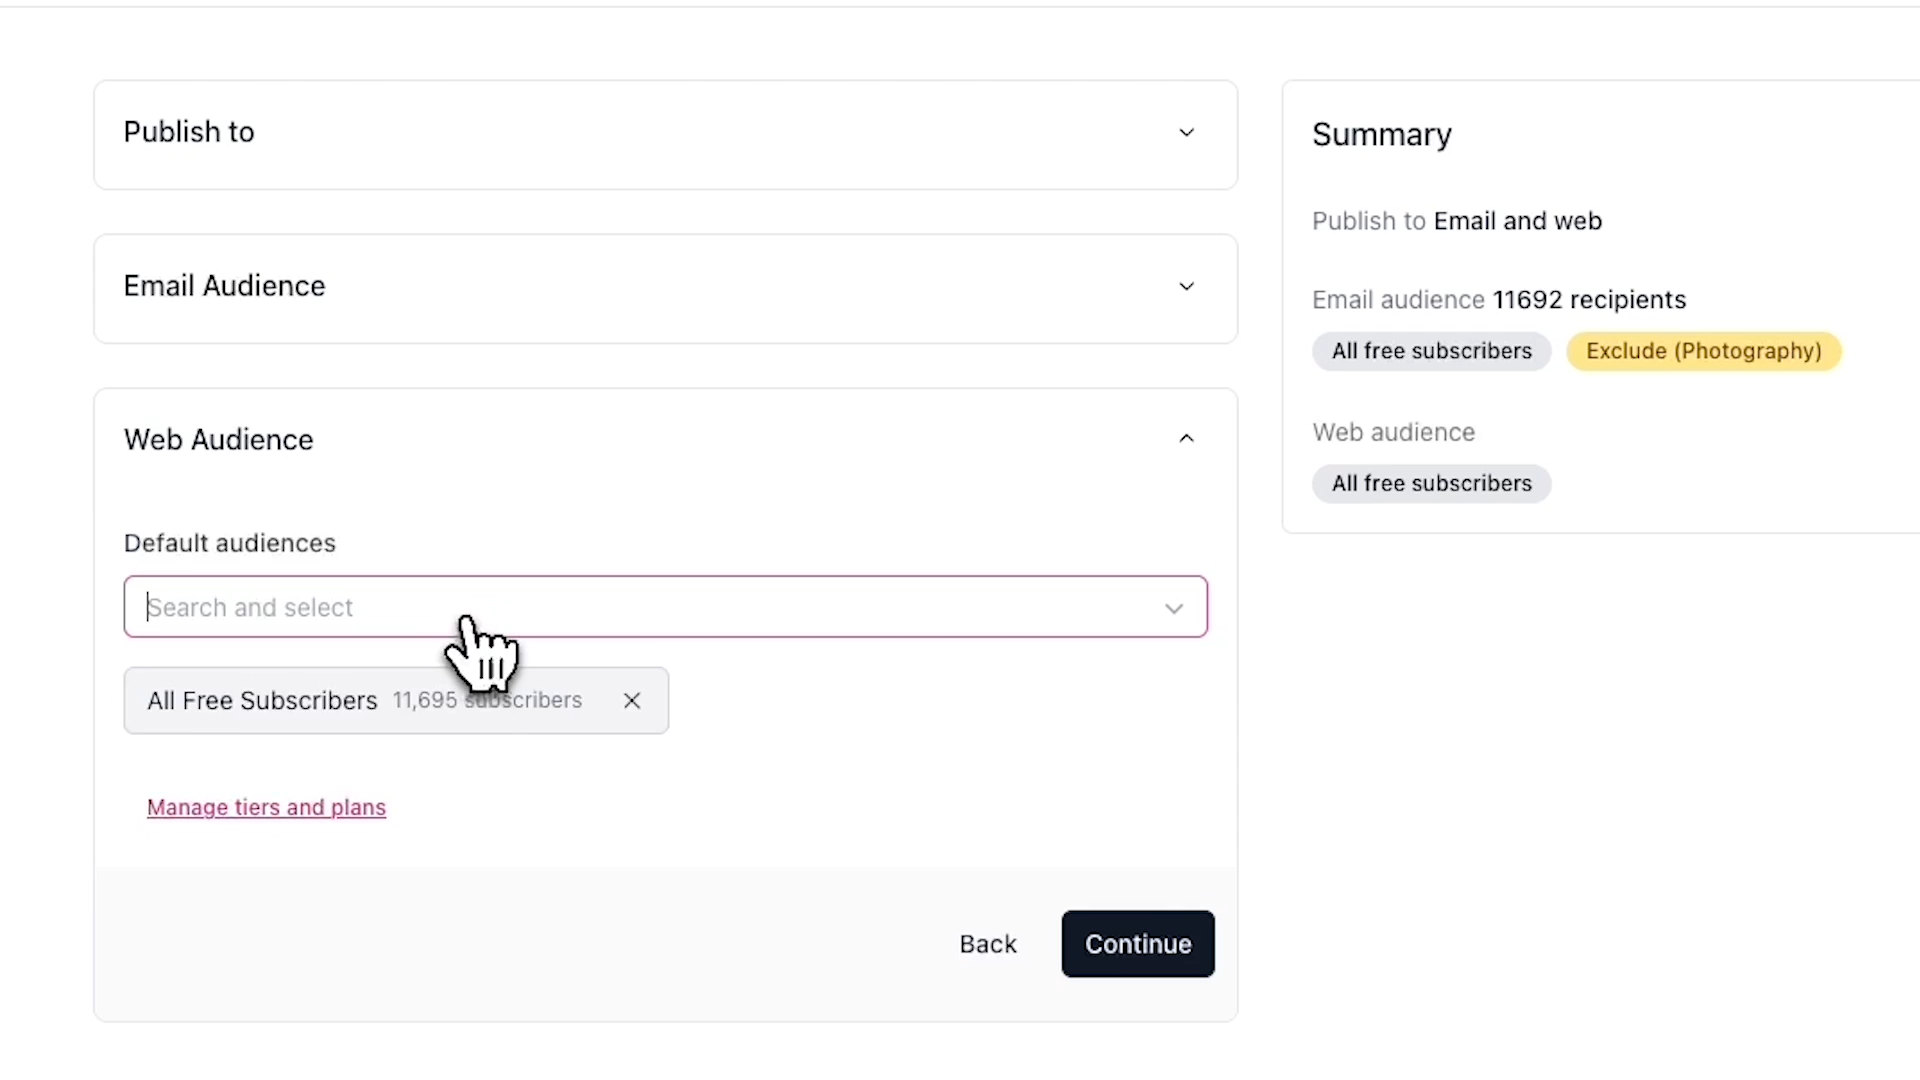 Publish to
Email Audience
Web Audience
Default audiences
Search and select
All Free Subscribers 11,695 subscribers
Manage tiers and plans
Back Continue
Summary
Publish to Email and web
Email audience 11692 recipients
All free subscribers Exclude (Photography)
Web audience
All free subscribers